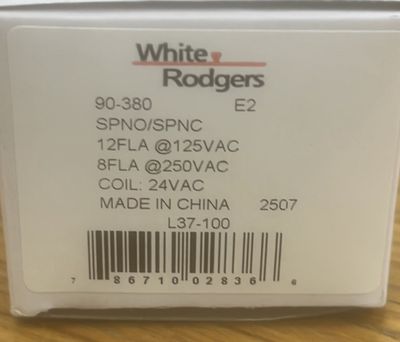 White
Rodgers
90-380 E2
SPNO/SPNC
12FLA @125VAC
8FLA @250VAC
COIL: 24VAC
MADE IN CHINA 2507
L37-100
7 86710 02836 6